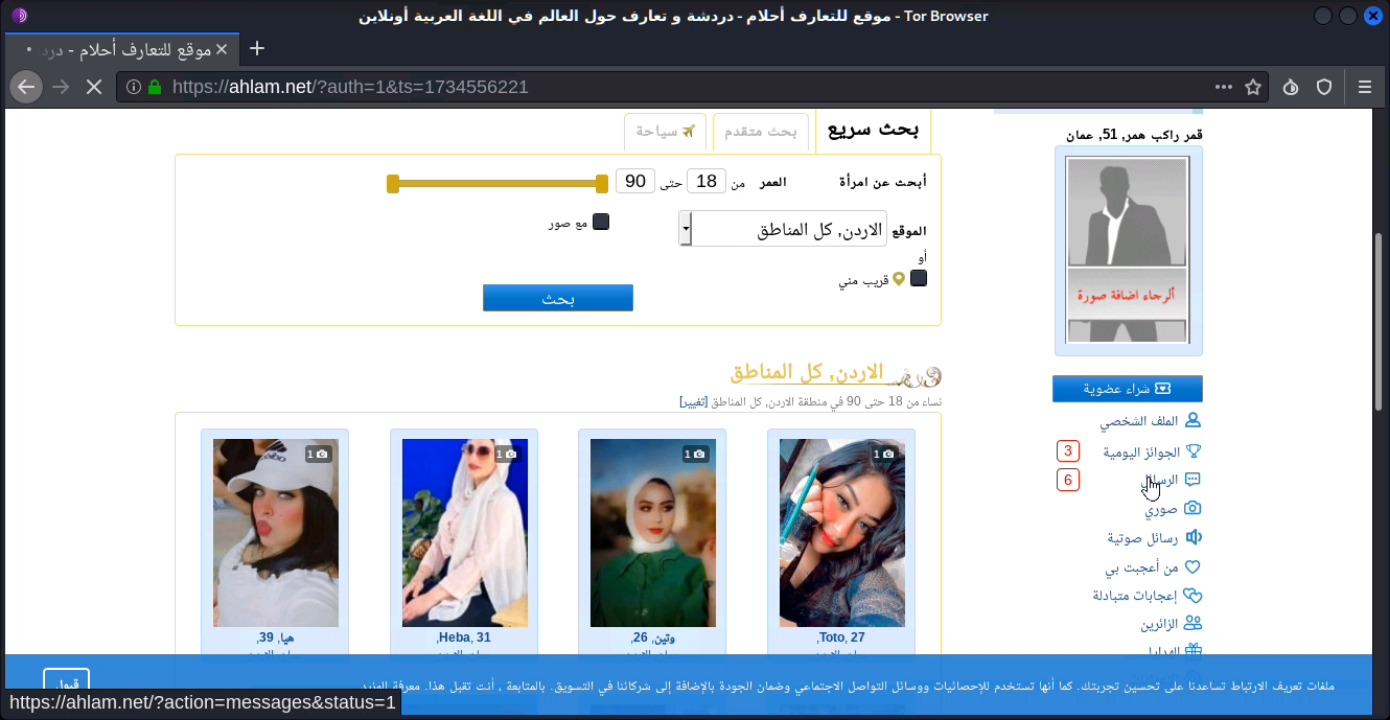 موقع للتعارف أحلام - دردشة و تعارف حول العالم في اللغة العربية أونلاين - Tor Browser
موقع للتعارف أحلام - درد
https://ahlam.net/?auth=1&ts=1734556221
بحث سريع
بحث متقدم
سياحة
أبحث عن امرأة
العمر
من 18 حتى 90
الموقع
الاردن, كل المناطق
مع صور
أو
قريب مني
بحث
الاردن, كل المناطق
نساء من 18 حتى 90 في منطقة الاردن, كل المناطق [تغيير]
1
1
1
1
Toto, 27,
وتين, 26,
Heba, 31,
هيا, 39,
قمر راكب همر, 51, عمان
ألرجاء اضافة صورة
شراء عضوية
الملف الشخصي
الجوائز اليومية
3
الرسائل
6
صوري
رسائل صوتية
من أعجبت بي
إعجابات متبادلة
الزائرين
الهدايا
ملفات تعريف الارتباط تساعدنا على تحسين تجربتك. كما أنها تستخدم للإحصائيات ووسائل التواصل الاجتماعي وضمان الجودة بالإضافة إلى شركائنا في التسويق. بالمتابعة , أنت تقبل هذا. معرفة المزيد
قبول
https://ahlam.net/?action=messages&status=1